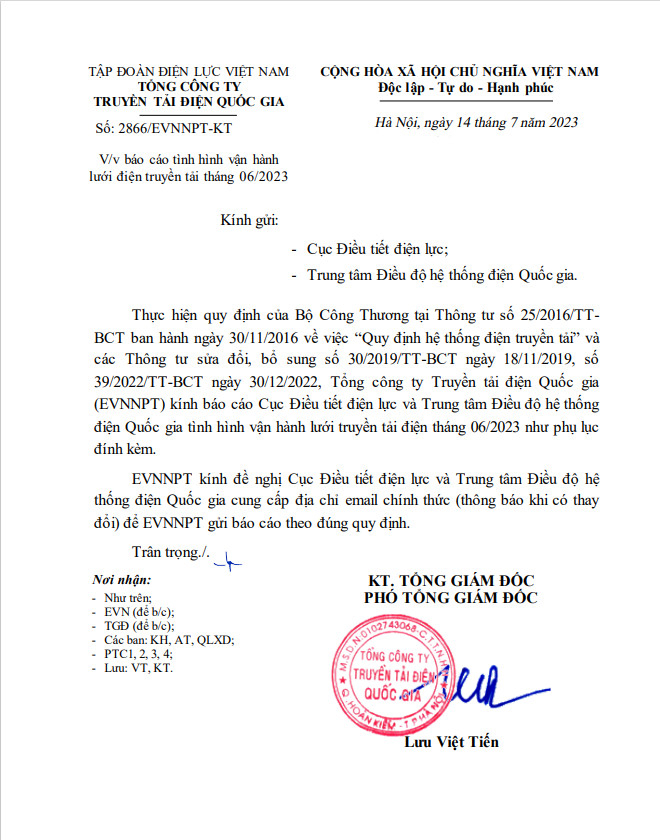 TẬP ĐOÀN ĐIỆN LỰC VIỆT NAM
TỔNG CÔNG TY
TRUYỀN TẢI ĐIỆN QUỐC GIA
Số: 2866/EVNNPT-KT
V/v báo cáo tình hình vận hành
lưới điện truyền tải tháng 06/2023
CỘNG HÒA XÃ HỘI CHỦ NGHĨA VIỆT NAM
Độc lập - Tự do - Hạnh phúc
Hà Nội, ngày 14 tháng 7 năm 2023
Kính gửi:
- Cục Điều tiết điện lực;
- Trung tâm Điều độ hệ thống điện Quốc gia.
Thực hiện quy định của Bộ Công Thương tại Thông tư số 25/2016/TT-
BCT ban hành ngày 30/11/2016 về việc “Quy định hệ thống điện truyền tải” và
các Thông tư sửa đổi, bổ sung số 30/2019/TT-BCT ngày 18/11/2019, số
39/2022/TT-BCT ngày 30/12/2022, Tổng công ty Truyền tải điện Quốc gia
(EVNNPT) kính báo cáo Cục Điều tiết điện lực và Trung tâm Điều độ hệ thống
điện Quốc gia tình hình vận hành lưới truyền tải điện tháng 06/2023 như phụ lục
đính kèm.
EVNNPT kính đề nghị Cục Điều tiết điện lực và Trung tâm Điều độ hệ
thống điện Quốc gia cung cấp địa chỉ email chính thức (thông báo khi có thay
đổi) để EVNNPT gửi báo cáo theo đúng quy định.
Trân trọng./.
Nơi nhận:
- Như trên;
- EVN (để b/c);
- TGĐ (để b/c);
- Các ban: KH, AT, QLXD;
- PTC1, 2, 3, 4;
- Lưu: VT, KT.
KT. TỔNG GIÁM ĐỐC
PHÓ TỔNG GIÁM ĐỐC
M.S.D.N:0102743068-C.T.T.N.H
TỔNG CÔNG TY
TRUYỀN TẢI ĐIỆN
QUỐC GIA
Q. HOÀN KIẾM - T.P HÀ NỘI
Lưu Việt Tiến